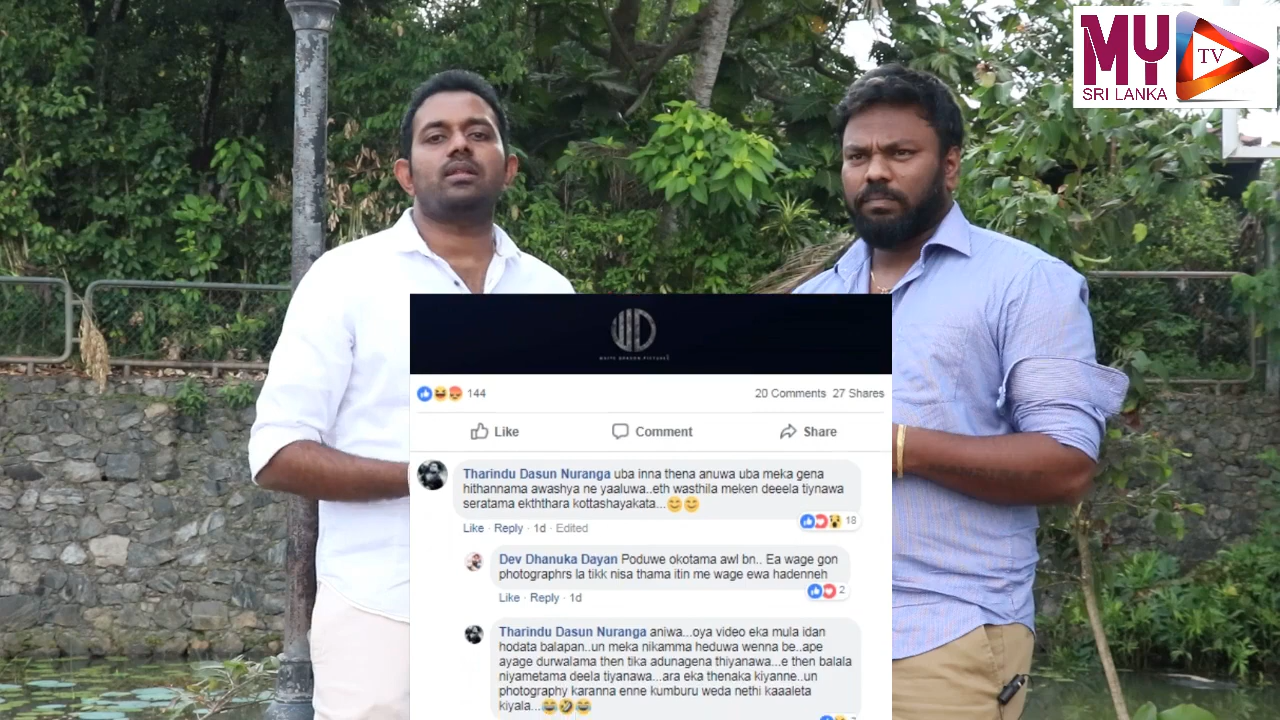 MY
TV
SRI LANKA
WHITE DRAGON PICTURES
144
20 Comments 27 Shares
Like Comment Share
Tharindu Dasun Nuranga uba inna thena anuwa uba meka gena
hithannama awashya ne yaaluwa..eth wasthila meken deeela tiynawa
seratama ekththara kottashayakata...😊😊
18
Like · Reply · 1d · Edited
Dev Dhanuka Dayan Poduwe okotama awl bn.. Ea wage gon
photographrs la tikk nisa thama itin me wage ewa hadenneh
2
Like · Reply · 1d
Tharindu Dasun Nuranga aniwa...oya video eka mula idan
hodata balapan..un meka nikamma heduwa wenna be..ape
ayage durwalama then tika adunagena thiyanawa...e then balala
niyametama deela tiyanawa...ara eka thenaka kiyanne..un
photography karanna enne kumburu weda nethi kaaaleta
kiyala...😂🤣😂